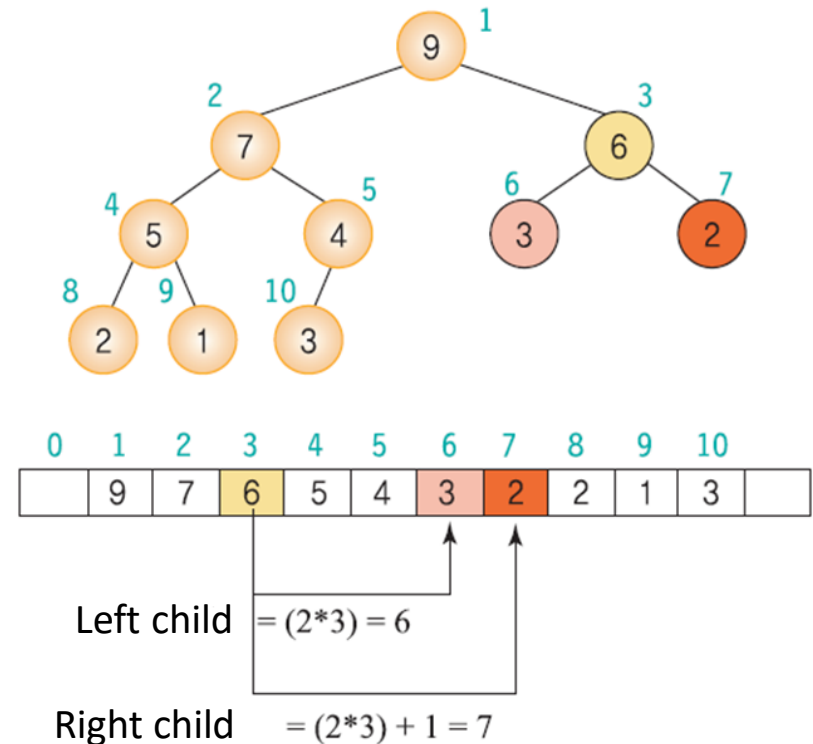 1
9
2 3
7 6
4 5 6 7
5 4 3 2
8 9 10
2 1 3
0 1 2 3 4 5 6 7 8 9 10
9 7 6 5 4 3 2 2 1 3
Left child = (2*3) = 6
Right child = (2*3) + 1 = 7